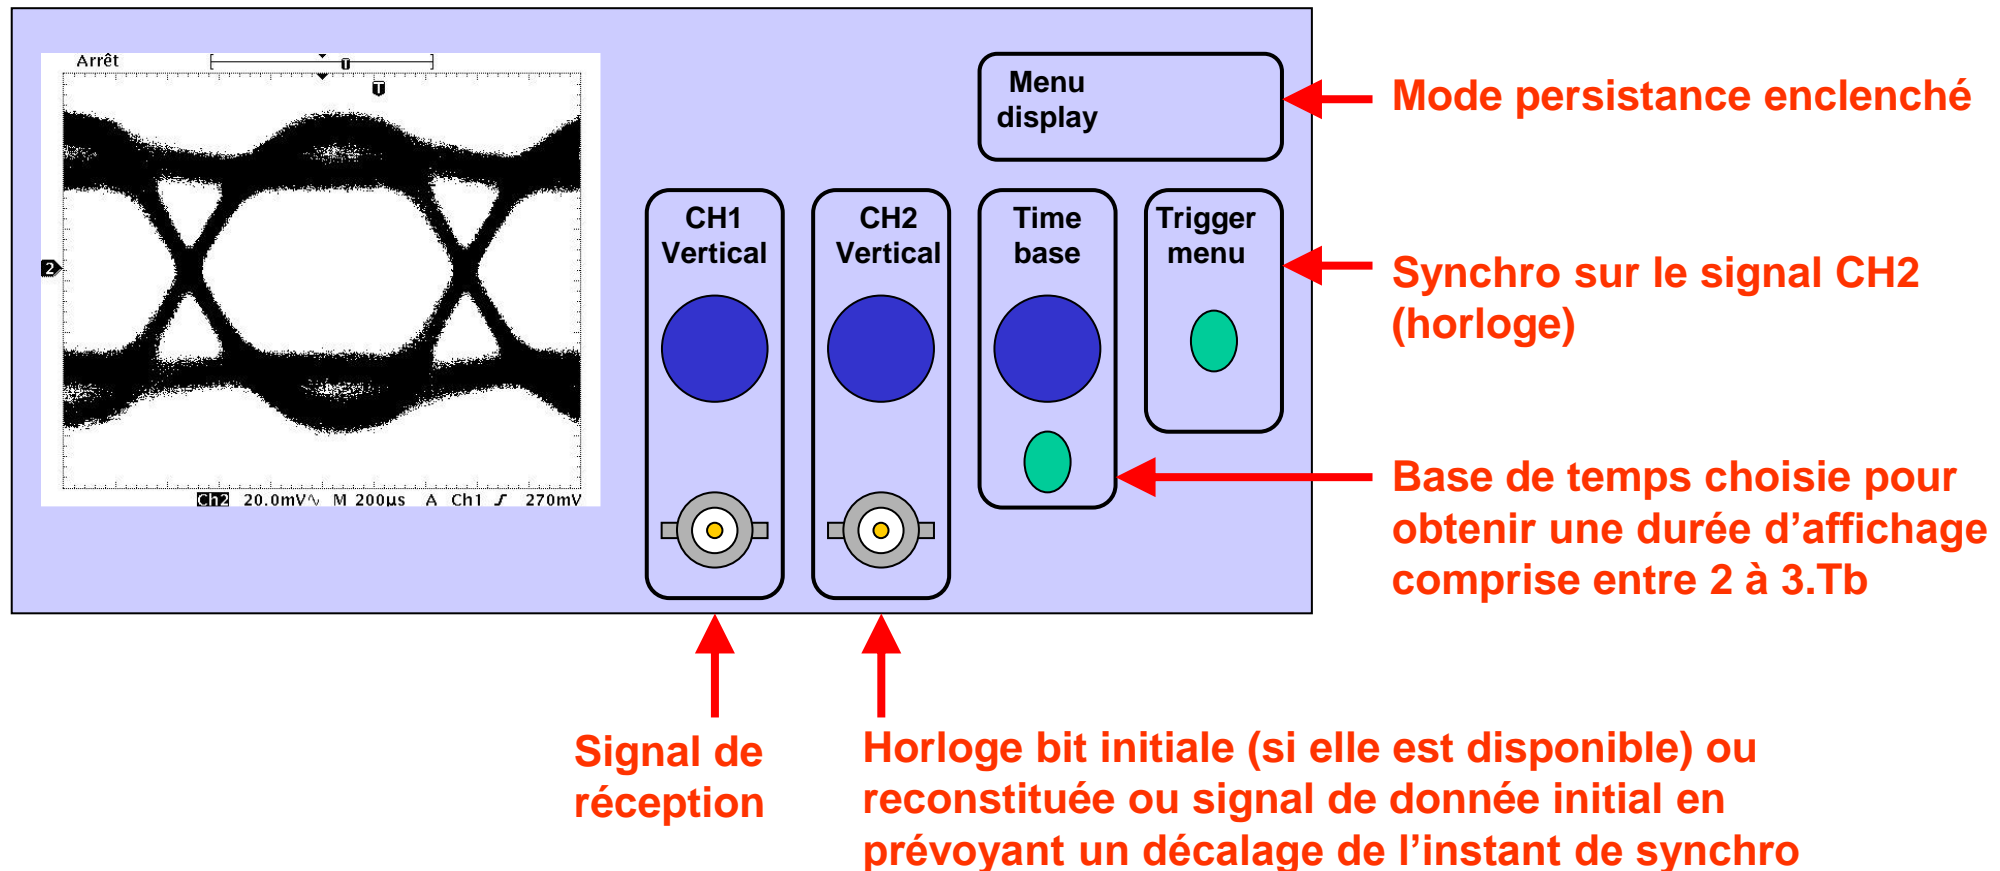 Arrêt
T
T
2
Ch2 20.0mV∿ M 200µs A Ch1 ƒ 270mV
Menu
display
CH1
Vertical
CH2
Vertical
Time
base
Trigger
menu
Mode persistance enclenché
Synchro sur le signal CH2
(horloge)
Base de temps choisie pour
obtenir une durée d’affichage
comprise entre 2 à 3.Tb
Signal de
réception
Horloge bit initiale (si elle est disponible) ou
reconstituée ou signal de donnée initial en
prévoyant un décalage de l’instant de synchro